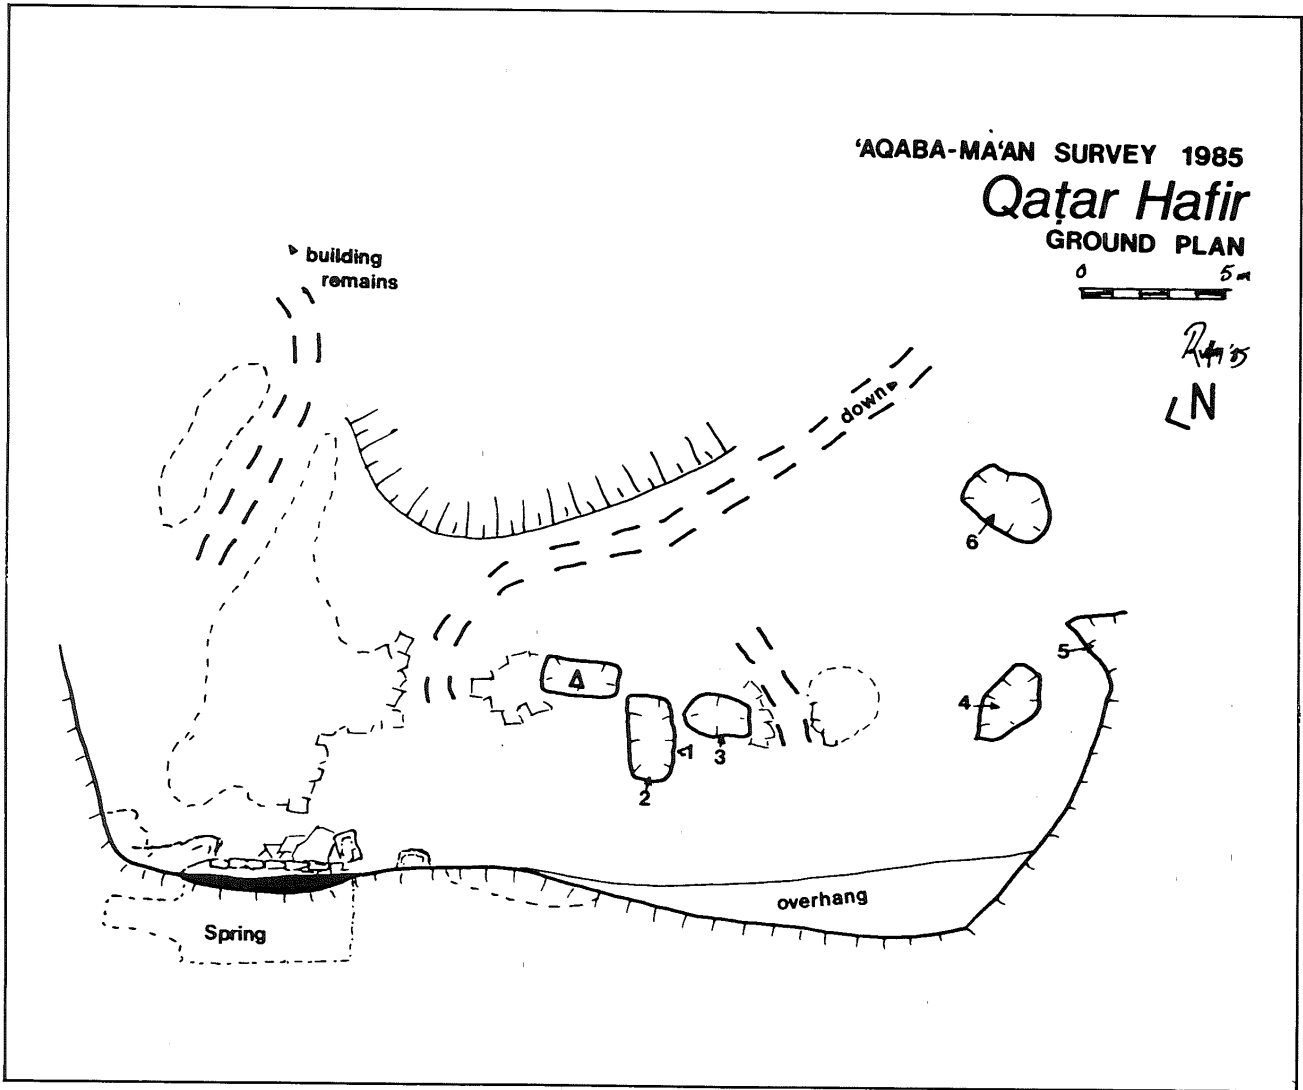 ‘AQABA-MA‘AN SURVEY 1985
Qaṭar Hafir
GROUND PLAN
0 5 m
'85
N
building
remains
down
6
5
4
3
1
2
overhang
Spring